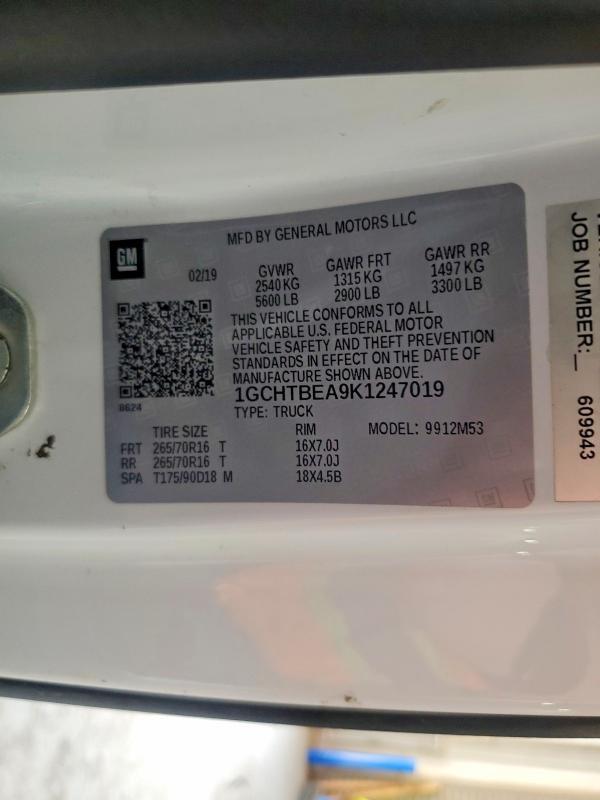 MFD BY GENERAL MOTORS LLC
GM
02/19
GVWR GAWR FRT GAWR RR
2540 KG 1315 KG 1497 KG
5600 LB 2900 LB 3300 LB
THIS VEHICLE CONFORMS TO ALL
APPLICABLE U.S. FEDERAL MOTOR
VEHICLE SAFETY AND THEFT PREVENTION
STANDARDS IN EFFECT ON THE DATE OF
MANUFACTURE SHOWN ABOVE.
1GCHTBEA9K1247019
8624
TYPE: TRUCK
TIRE SIZE RIM MODEL: 9912M53
FRT 265/70R16 T 16X7.0J
RR 265/70R16 T 16X7.0J
SPA T175/90D18 M 18X4.5B
JOB NUMBER:_ 609943